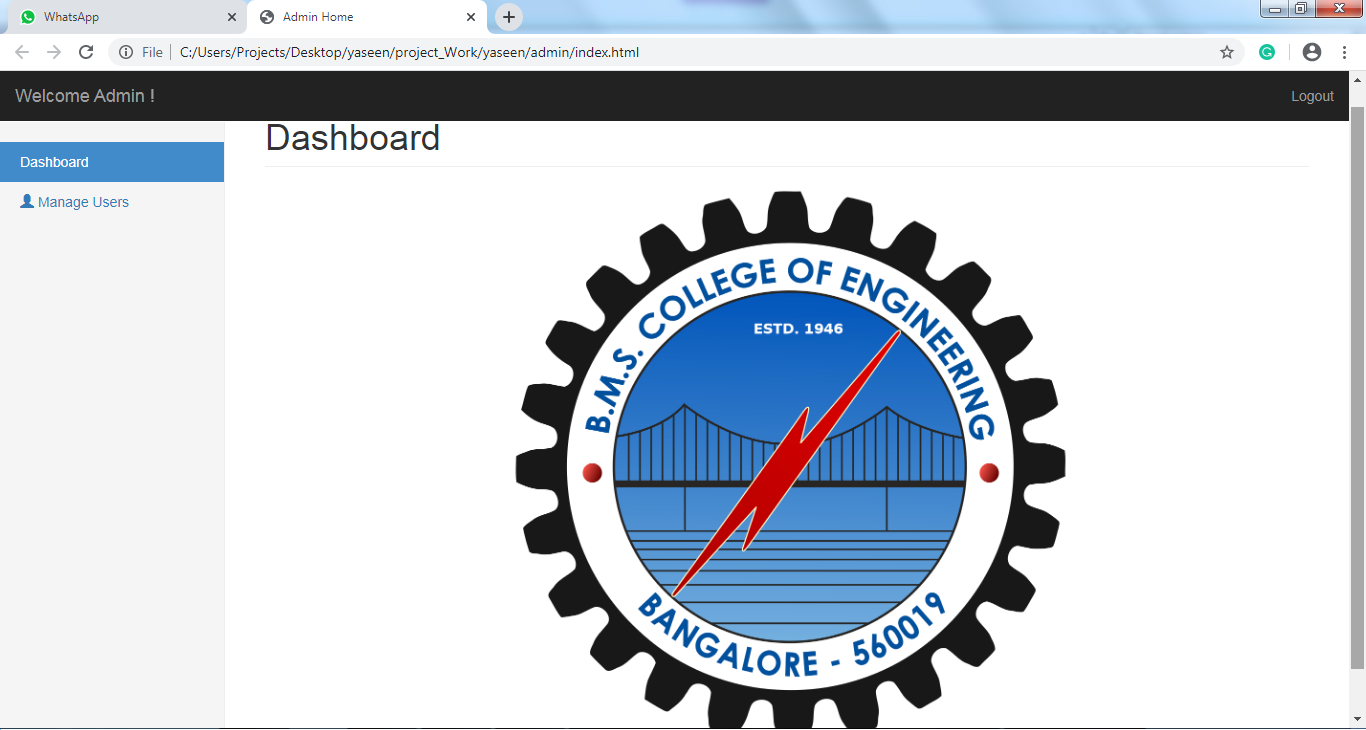 WhatsApp
Admin Home
File
C:/Users/Projects/Desktop/yaseen/project_Work/yaseen/admin/index.html
Welcome Admin !
Logout
Dashboard
Manage Users
Dashboard
B.M.S. COLLEGE OF ENGINEERING
ESTD. 1946
BANGALORE - 560019